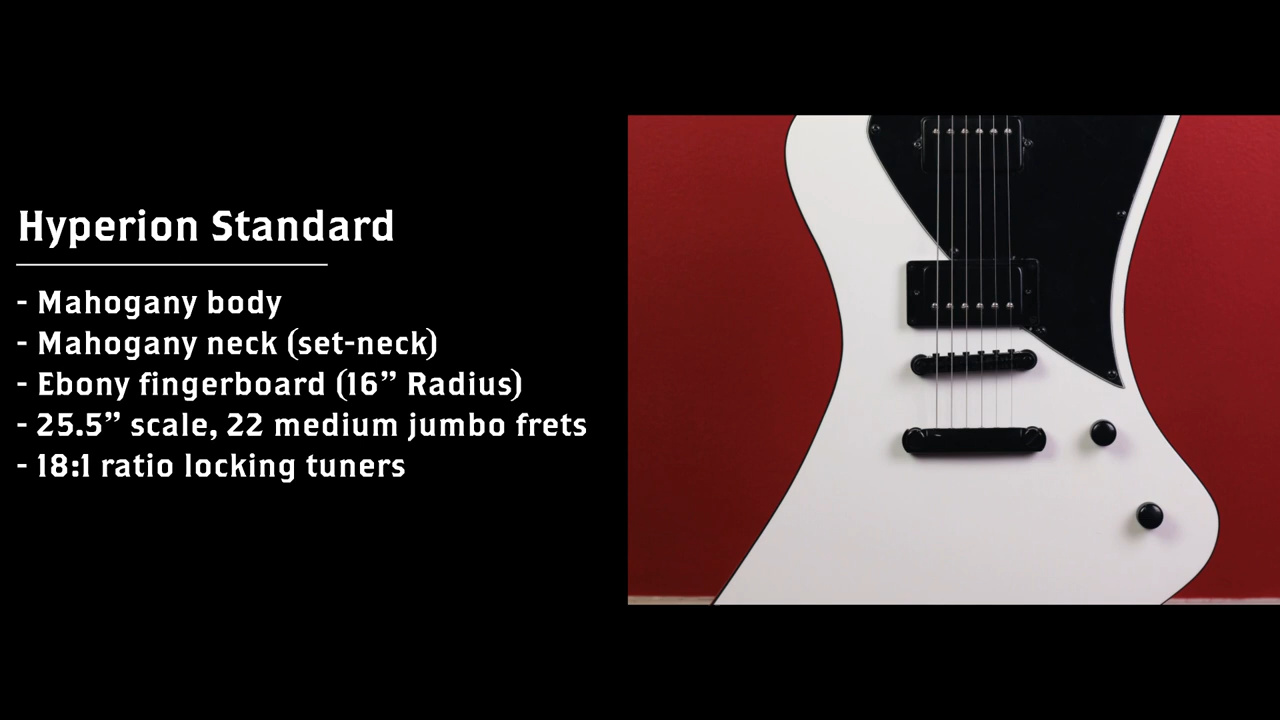 Hyperion Standard
- Mahogany body
- Mahogany neck (set-neck)
- Ebony fingerboard (16” Radius)
- 25.5” scale, 22 medium jumbo frets
- 18:1 ratio locking tuners